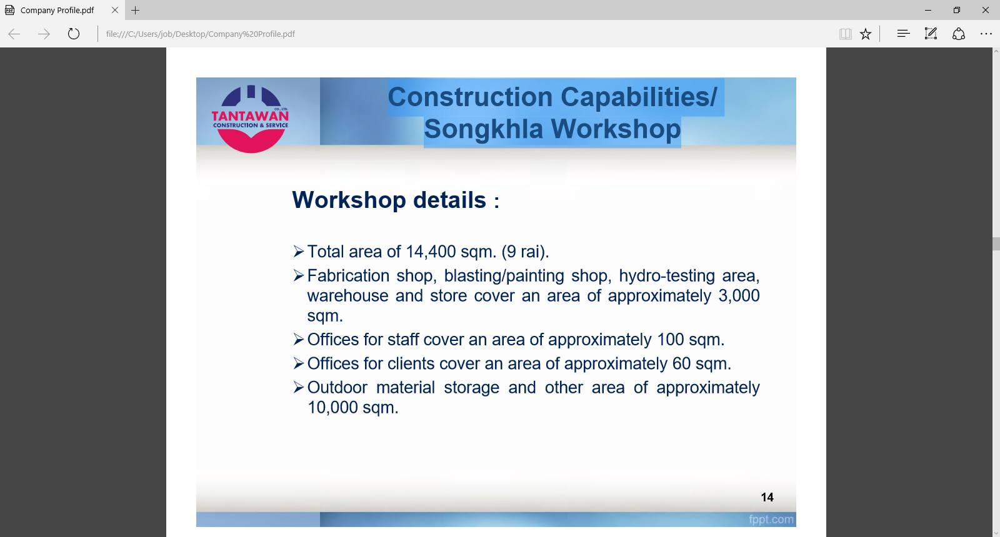 Company Profile.pdf
file:///C:/Users/job/Desktop/Company%20Profile.pdf
CO., LTD.
TANTAWAN
CONSTRUCTION & SERVICE
Construction Capabilities/
Songkhla Workshop
Workshop details :
➢Total area of 14,400 sqm. (9 rai).
➢Fabrication shop, blasting/painting shop, hydro-testing area,
warehouse and store cover an area of approximately 3,000
sqm.
➢Offices for staff cover an area of approximately 100 sqm.
➢Offices for clients cover an area of approximately 60 sqm.
➢Outdoor material storage and other area of approximately
10,000 sqm.
14
fppt.com